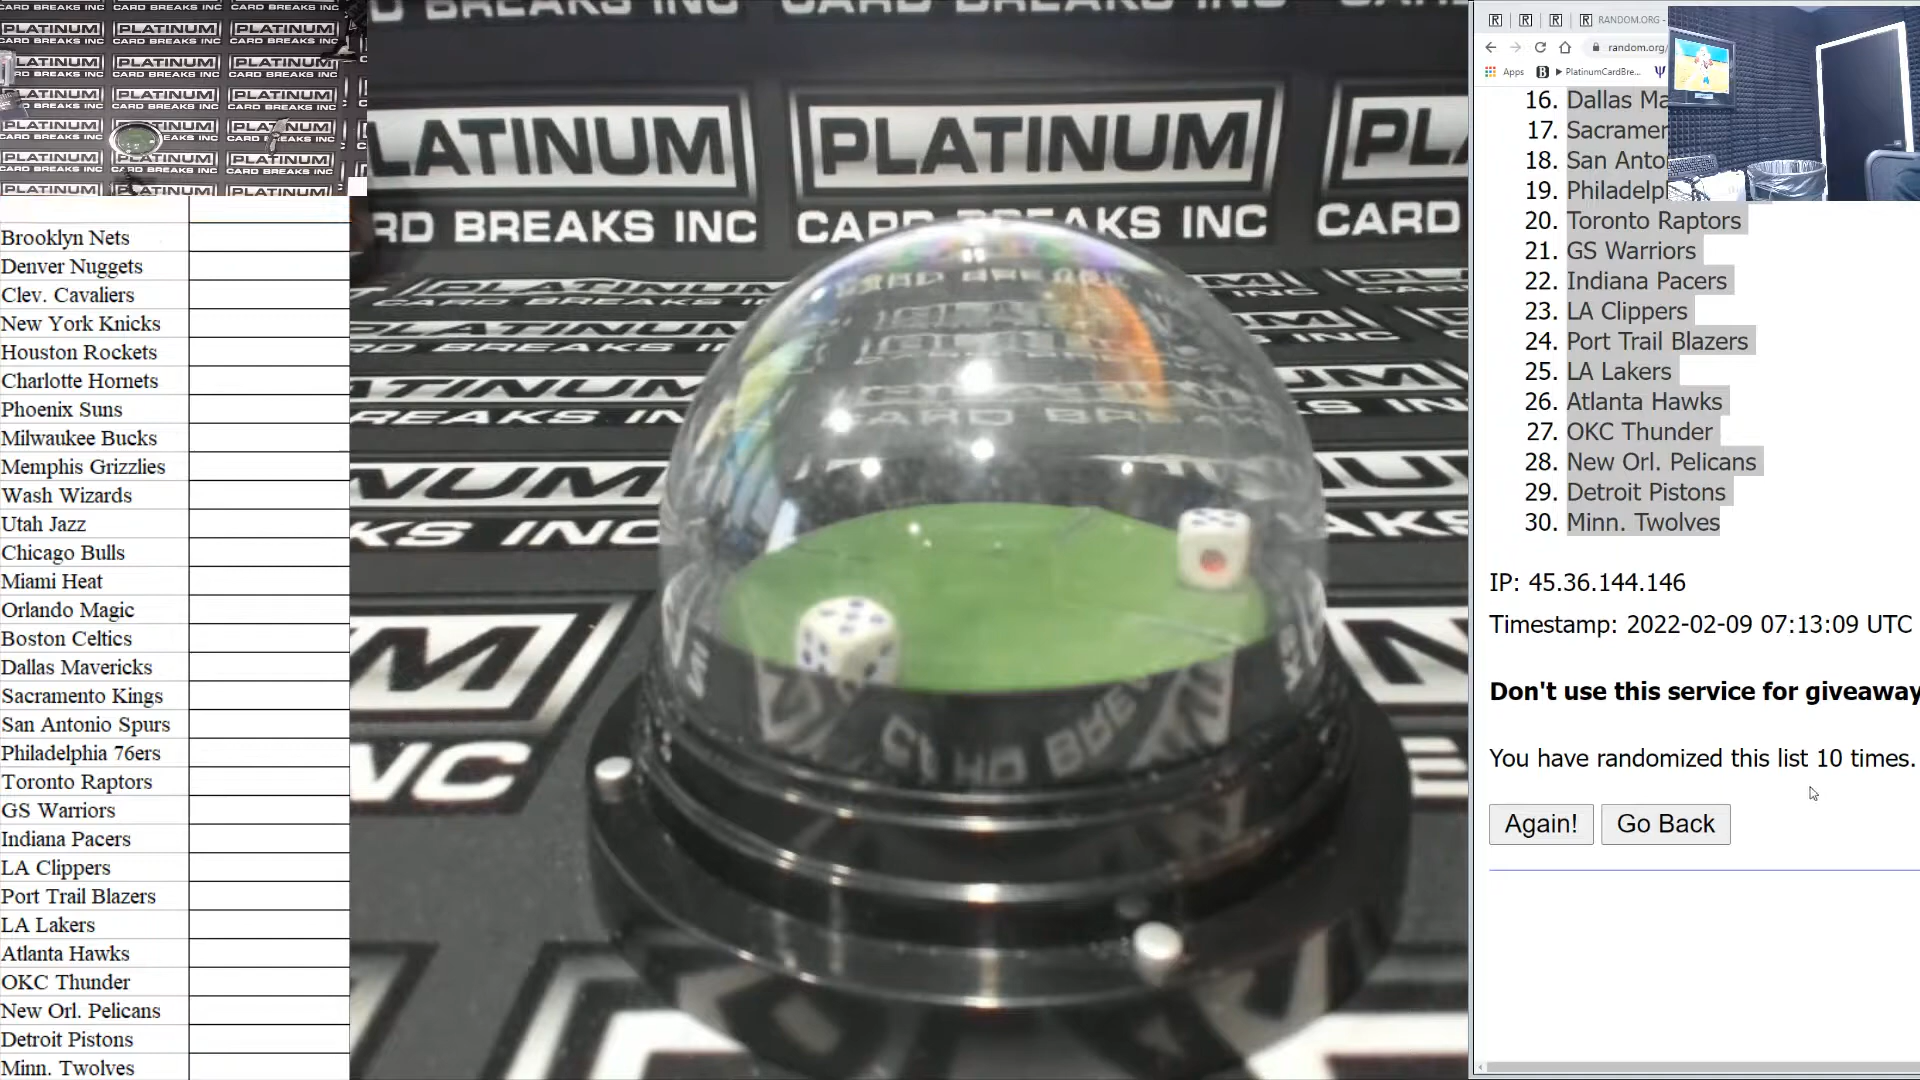 PLATINUM
CARD BREAKS INC
PLATINUM
CARD BREAKS INC
Brooklyn Nets
Denver Nuggets
Clev. Cavaliers
New York Knicks
Houston Rockets
Charlotte Hornets
Phoenix Suns
Milwaukee Bucks
Memphis Grizzlies
Wash Wizards
Utah Jazz
Chicago Bulls
Miami Heat
Orlando Magic
Boston Celtics
Dallas Mavericks
Sacramento Kings
San Antonio Spurs
Philadelphia 76ers
Toronto Raptors
GS Warriors
Indiana Pacers
LA Clippers
Port Trail Blazers
LA Lakers
Atlanta Hawks
OKC Thunder
New Orl. Pelicans
Detroit Pistons
Minn. Twolves
RANDOM.ORG -
random.org/
Apps PlatinumCardBre...
16. Dallas Ma
17. Sacramen
18. San Anto
19. Philadelp
20. Toronto Raptors
21. GS Warriors
22. Indiana Pacers
23. LA Clippers
24. Port Trail Blazers
25. LA Lakers
26. Atlanta Hawks
27. OKC Thunder
28. New Orl. Pelicans
29. Detroit Pistons
30. Minn. Twolves
IP: 45.36.144.146
Timestamp: 2022-02-09 07:13:09 UTC
Don't use this service for giveaway
You have randomized this list 10 times.
Again! Go Back